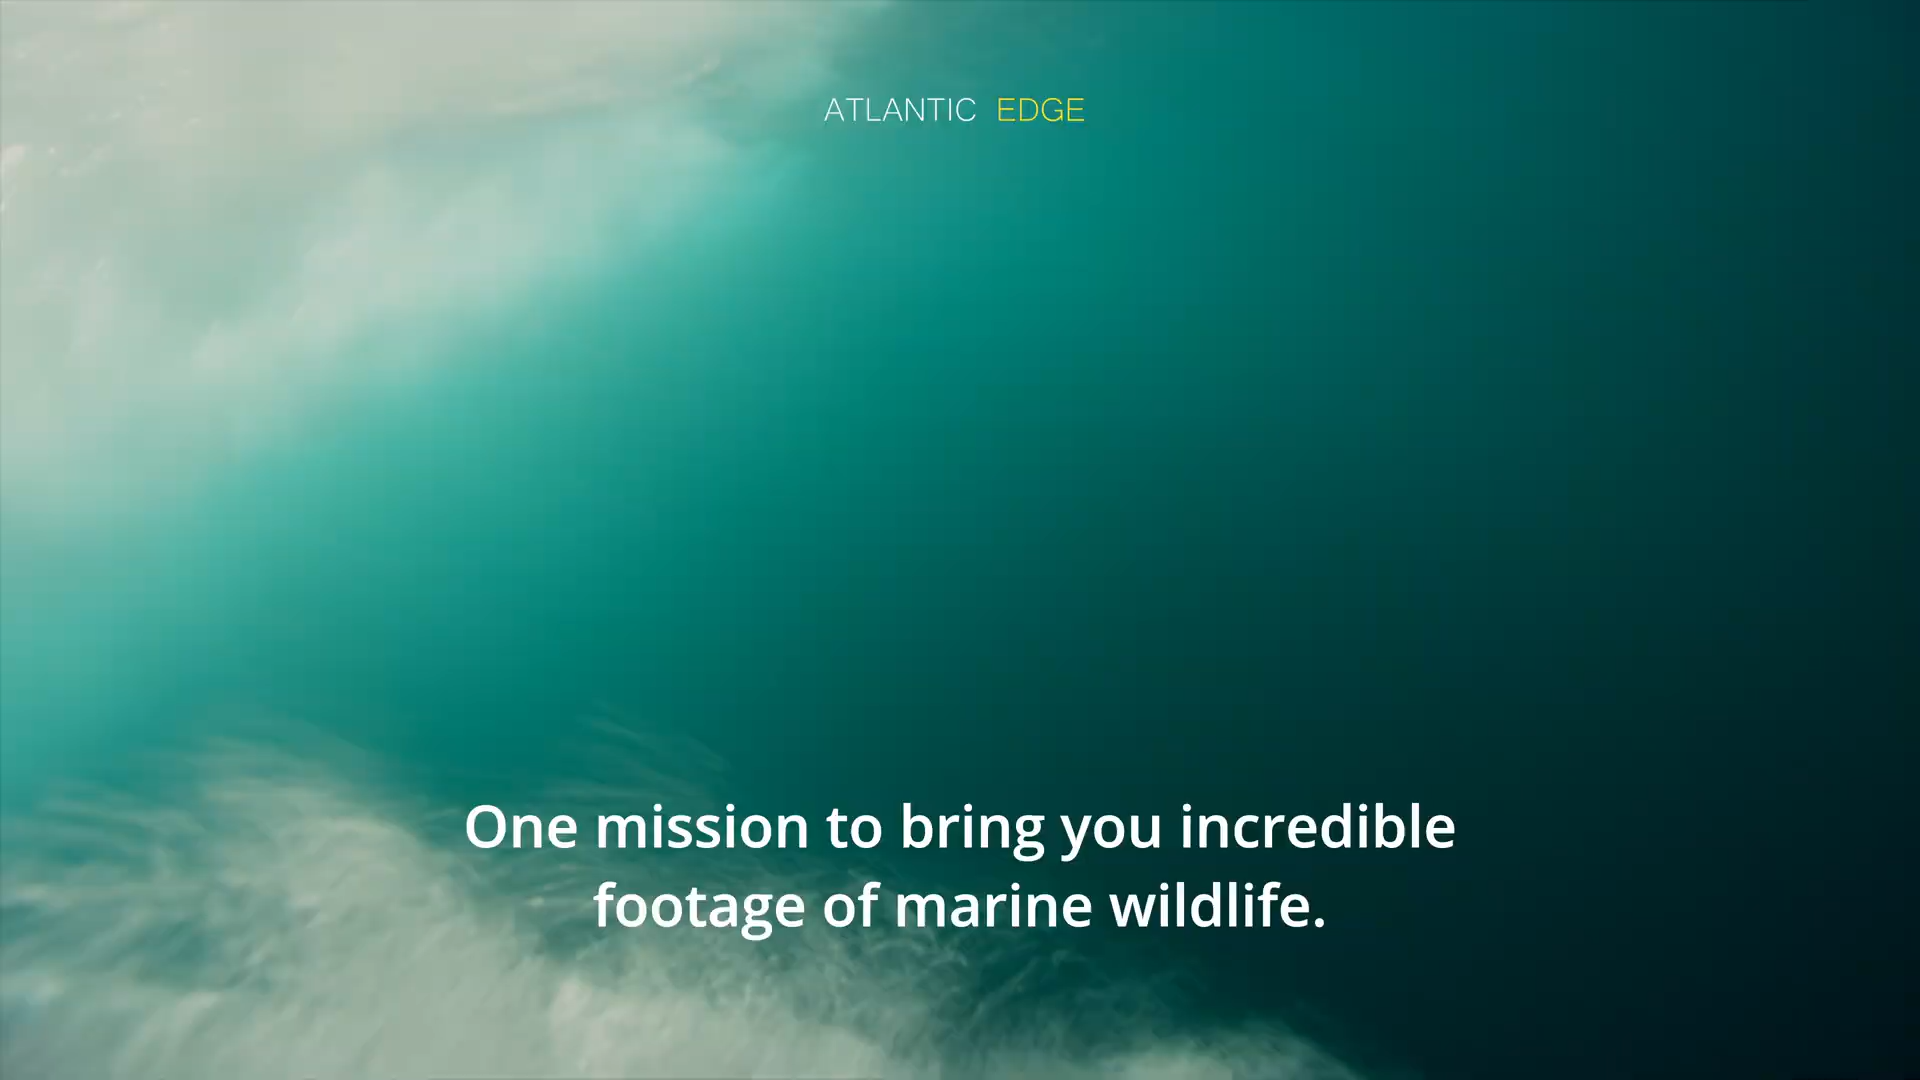 ATLANTIC EDGE
One mission to bring you incredible
footage of marine wildlife.